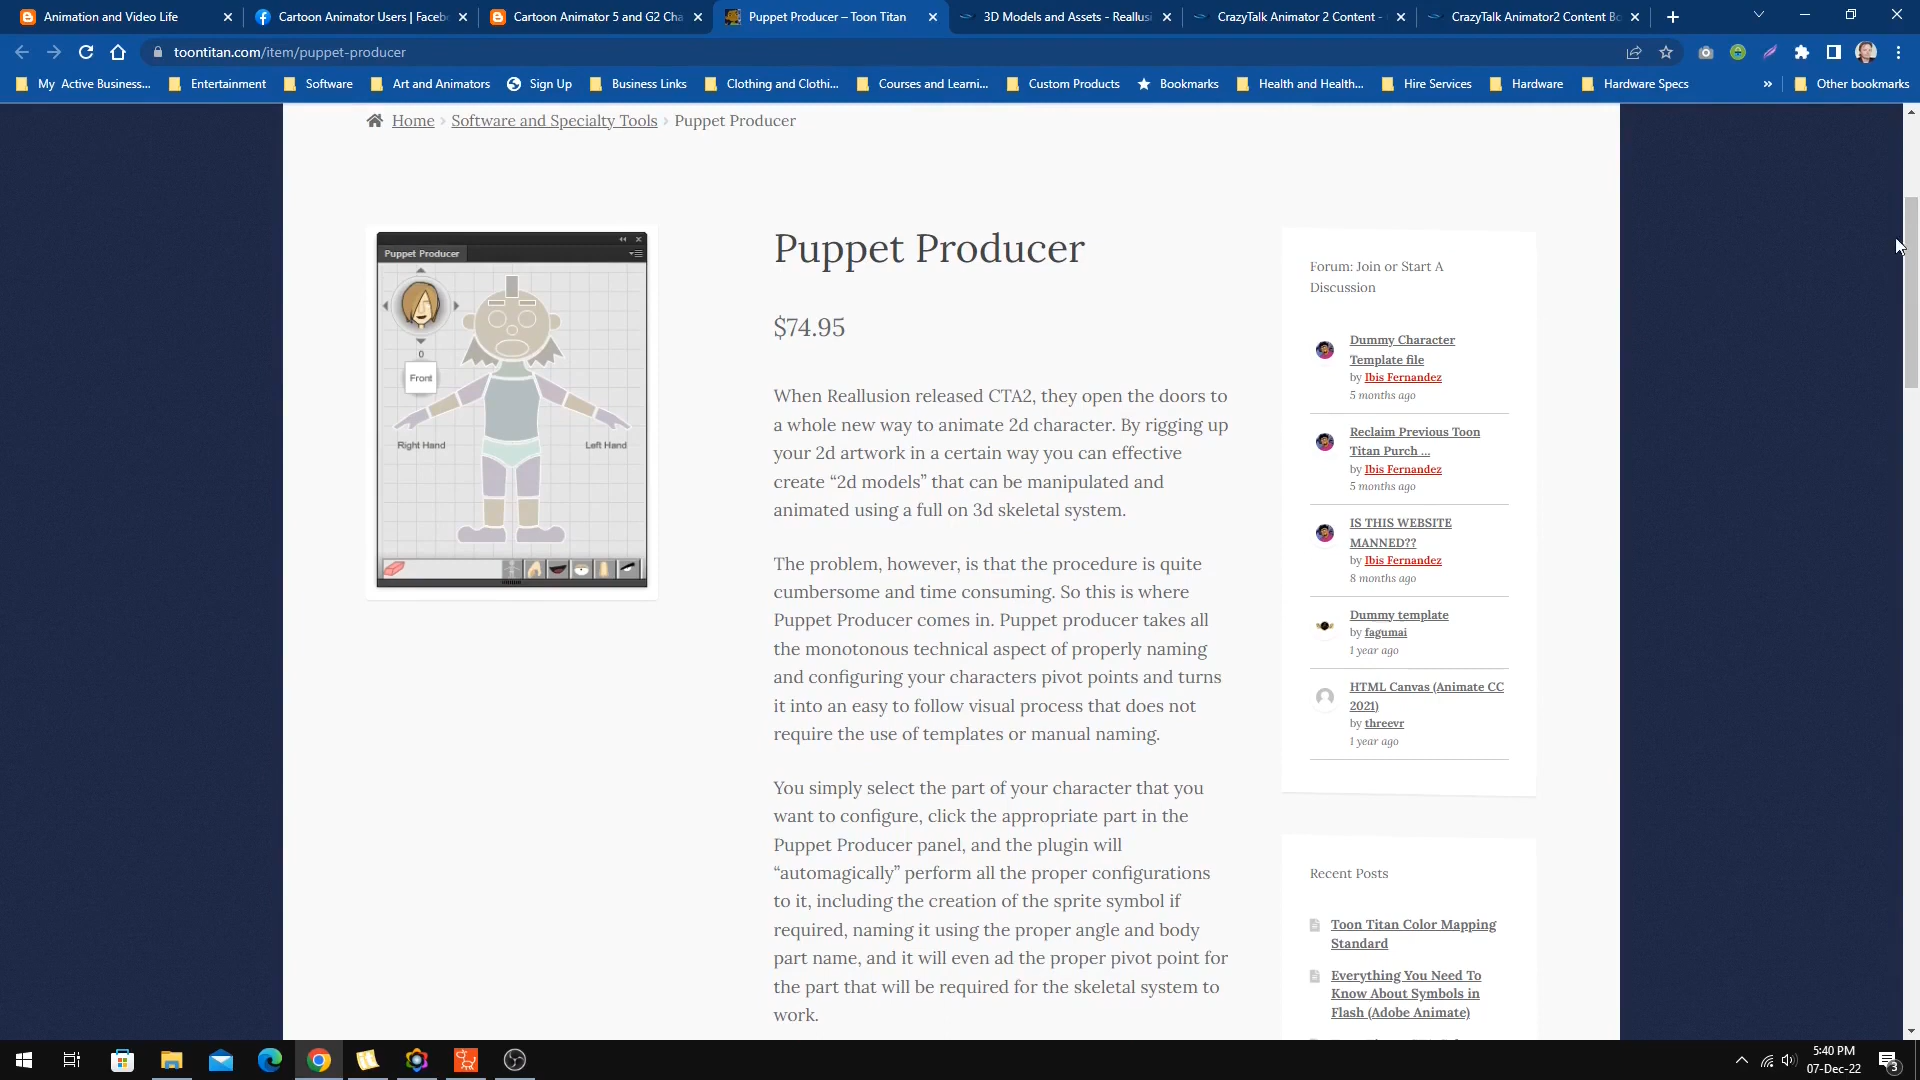 Animation and Video Life
Cartoon Animator Users | Faceb
Cartoon Animator 5 and G2 Cha
Puppet Producer – Toon Titan
3D Models and Assets - Reallusi
CrazyTalk Animator 2 Content -
CrazyTalk Animator2 Content Bo
toontitan.com/item/puppet-producer
My Active Business...
Entertainment
Software
Art and Animators
Sign Up
Business Links
Clothing and Clothi...
Courses and Learni...
Custom Products
Bookmarks
Health and Health...
Hire Services
Hardware
Hardware Specs
»
Other bookmarks
Home › Software and Specialty Tools › Puppet Producer
Puppet Producer
0
Front
Right Hand
Left Hand
Puppet Producer
$74.95
When Reallusion released CTA2, they open the doors to
a whole new way to animate 2d character. By rigging up
your 2d artwork in a certain way you can effective
create “2d models” that can be manipulated and
animated using a full on 3d skeletal system.
The problem, however, is that the procedure is quite
cumbersome and time consuming. So this is where
Puppet Producer comes in. Puppet producer takes all
the monotonous technical aspect of properly naming
and configuring your characters pivot points and turns
it into an easy to follow visual process that does not
require the use of templates or manual naming.
You simply select the part of your character that you
want to configure, click the appropriate part in the
Puppet Producer panel, and the plugin will
“automagically” perform all the proper configurations
to it, including the creation of the sprite symbol if
required, naming it using the proper angle and body
part name, and it will even ad the proper pivot point for
the part that will be required for the skeletal system to
work.
Forum: Join or Start A
Discussion
Dummy Character
Template file
by Ibis Fernandez
5 months ago
Reclaim Previous Toon
Titan Purch ...
by Ibis Fernandez
5 months ago
IS THIS WEBSITE
MANNED??
by Ibis Fernandez
8 months ago
Dummy template
by fagumai
1 year ago
HTML Canvas (Animate CC
2021)
by threevr
1 year ago
Recent Posts
Toon Titan Color Mapping
Standard
Everything You Need To
Know About Symbols in
Flash (Adobe Animate)
5:40 PM
07-Dec-22
3